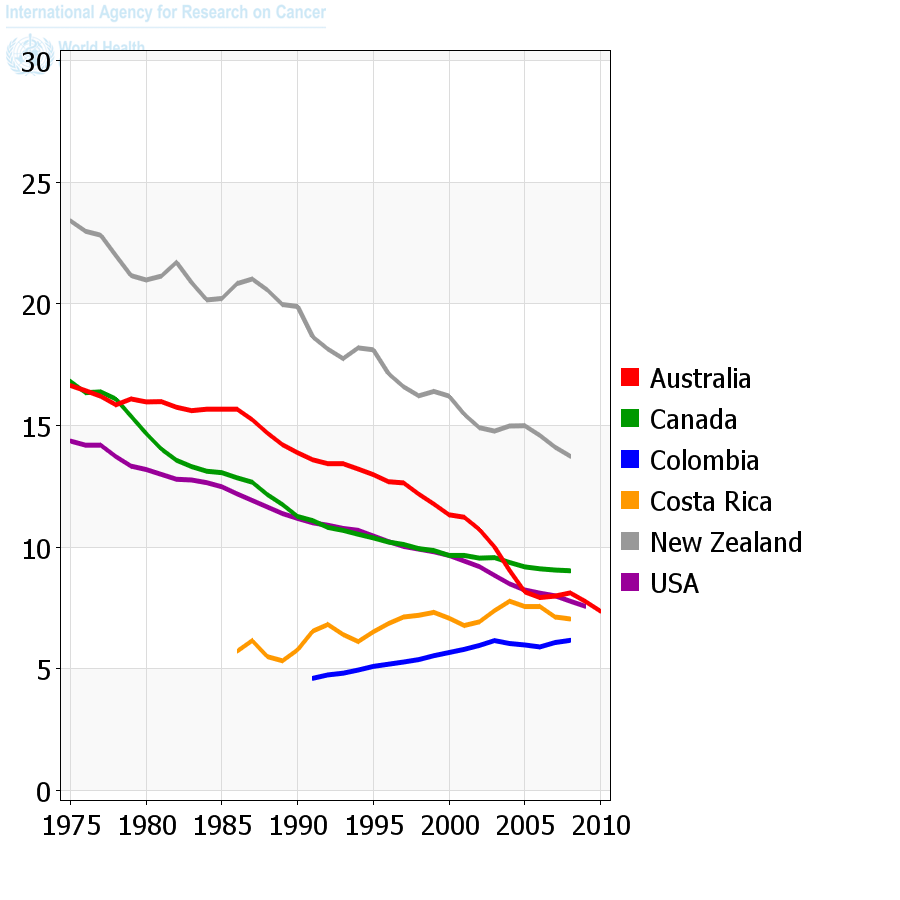 International Agency for Research on Cancer
World Health
30
25
20
15
10
5
0
1975 1980 1985 1990 1995 2000 2005 2010
Australia
Canada
Colombia
Costa Rica
New Zealand
USA